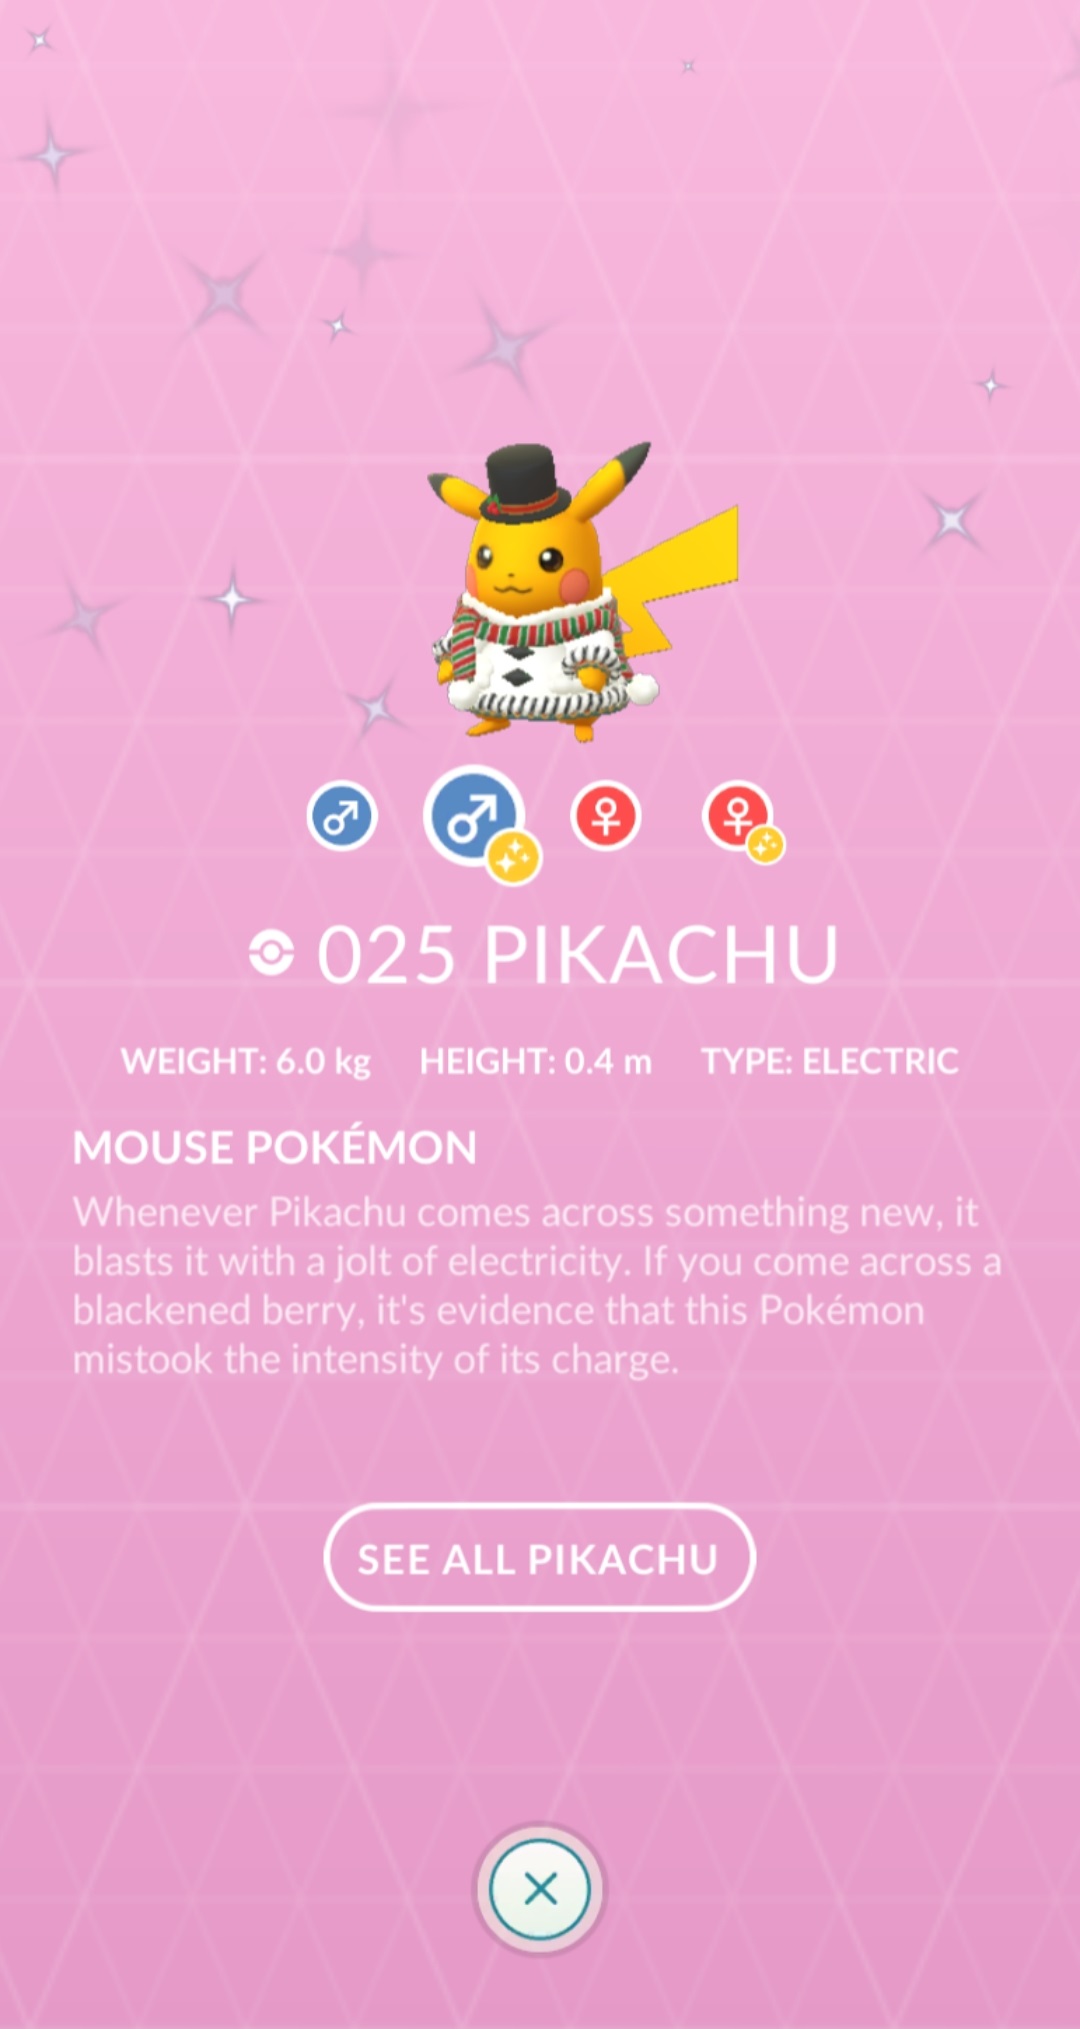 025 PIKACHU
WEIGHT: 6.0 kg HEIGHT: 0.4 m TYPE: ELECTRIC
MOUSE POKÉMON
Whenever Pikachu comes across something new, it
blasts it with a jolt of electricity. If you come across a
blackened berry, it's evidence that this Pokémon
mistook the intensity of its charge.
SEE ALL PIKACHU